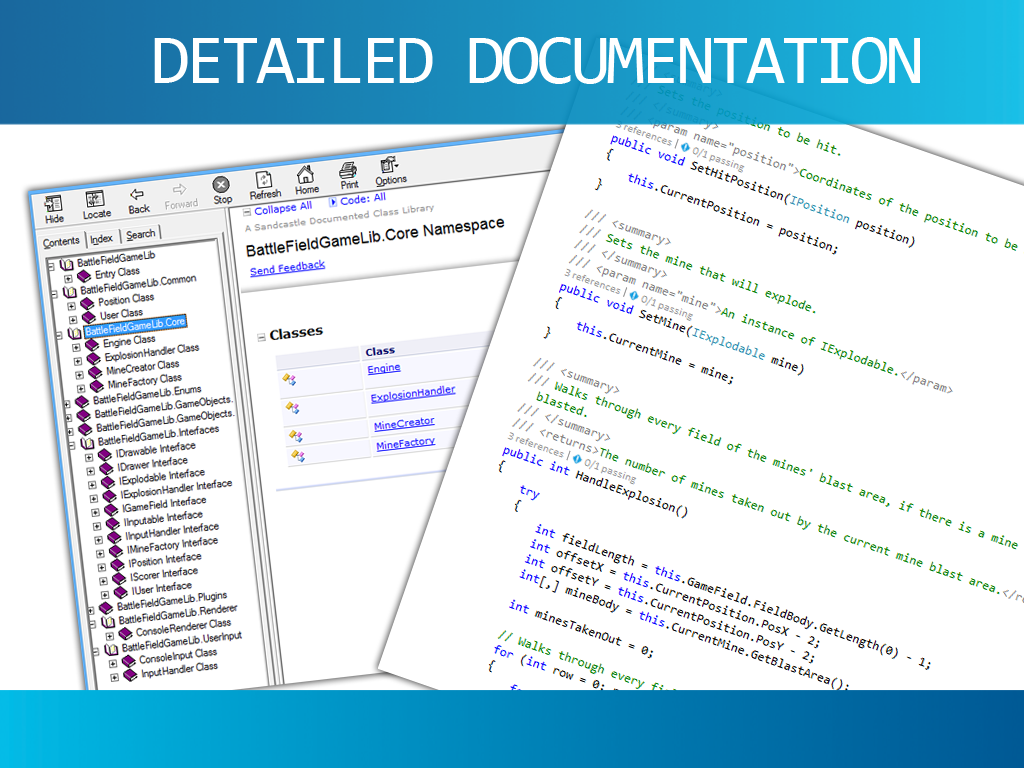 DETAILED DOCUMENTATION
Hide
Locate
Back
Forward
Stop
Refresh
Home
Print
Options
Contents
Index
Search
BattleFieldGameLib
Entry Class
BattleFieldGameLib.Common
Position Class
User Class
BattleFieldGameLib.Core
Engine Class
ExplosionHandler Class
MineCreator Class
MineFactory Class
BattleFieldGameLib.Enums
BattleFieldGameLib.GameObjects.
BattleFieldGameLib.GameObjects.
BattleFieldGameLib.Interfaces
IDrawable Interface
IDrawer Interface
IExplodable Interface
IExplosionHandler Interface
IGameField Interface
IInputable Interface
IInputHandler Interface
IMineFactory Interface
IPosition Interface
IScorer Interface
IUser Interface
BattleFieldGameLib.Plugins
BattleFieldGameLib.Renderer
ConsoleRenderer Class
BattleFieldGameLib.UserInput
ConsoleInput Class
InputHandler Class
Collapse All Code: All
A Sandcastle Documented Class Library
BattleFieldGameLib.Core Namespace
Send Feedback
Classes
Class
Engine
ExplosionHandler
MineCreator
MineFactory
Sets the position to be hit.
/// </summary>
/// <param name="position">Coordinates of the position to be
3 references | 0/1 passing
public void SetHitPosition(IPosition position)
{
this.CurrentPosition = position;
}
/// <summary>
/// Sets the mine that will explode.
/// </summary>
/// <param name="mine">An instance of IExplodable.</param>
3 references | 0/1 passing
public void SetMine(IExplodable mine)
{
this.CurrentMine = mine;
}
/// <summary>
/// Walks through every field of the mines' blast area, if there is a mine
blasted.
/// </summary>
/// <returns>The number of mines taken out by the current mine blast area.</re
3 references | 0/1 passing
public int HandleExplosion()
{
try
{
int fieldLength = this.GameField.FieldBody.GetLength(0) - 1;
int offsetX = this.CurrentPosition.PosX - 2;
int offsetY = this.CurrentPosition.PosY - 2;
int[,] mineBody = this.CurrentMine.GetBlastArea();
int minesTakenOut = 0;
// Walks through every fi
for (int row = 0;
{